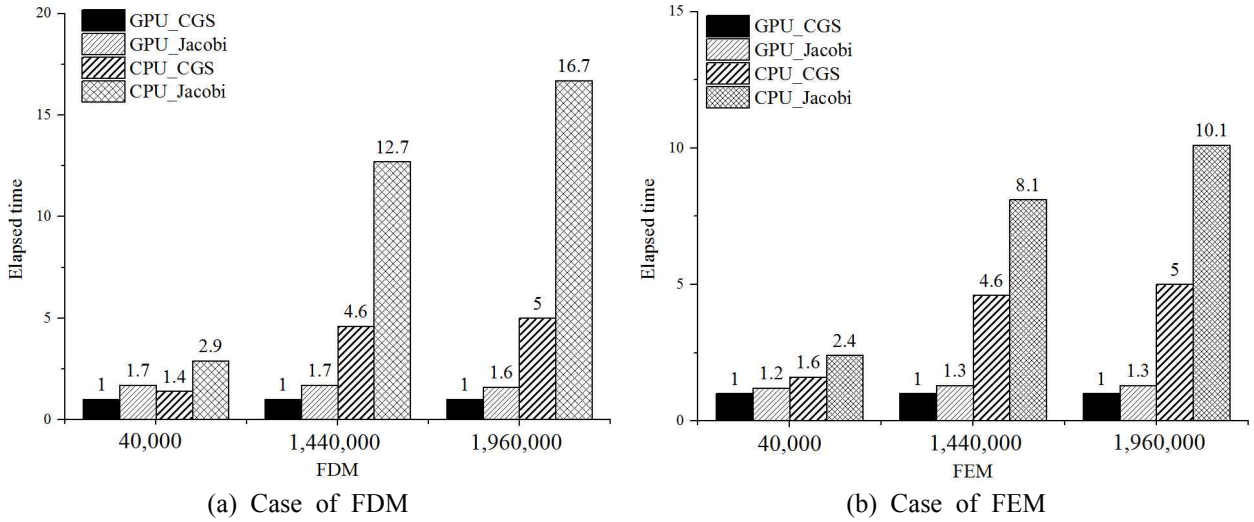 20
15
10
5
0
Elapsed time
GPU_CGS
GPU_Jacobi
CPU_CGS
CPU_Jacobi
1
1.7
1.4
2.9
1
1.7
4.6
12.7
1
1.6
5
16.7
40,000
1,440,000
1,960,000
FDM
(a) Case of FDM
15
10
5
0
Elapsed time
GPU_CGS
GPU_Jacobi
CPU_CGS
CPU_Jacobi
1
1.2
1.6
2.4
1
1.3
4.6
8.1
1
1.3
5
10.1
40,000
1,440,000
1,960,000
FEM
(b) Case of FEM